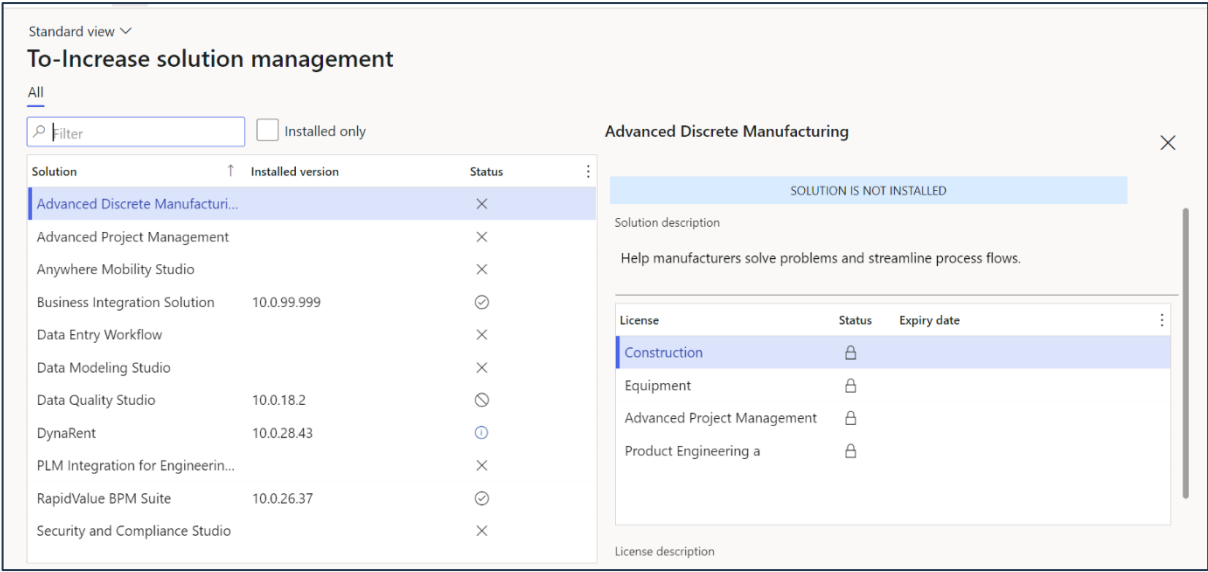 Standard view
To-Increase solution management
All
Filter
Installed only
Solution Installed version Status
Advanced Discrete Manufacturi...
Advanced Project Management
Anywhere Mobility Studio
Business Integration Solution 10.0.99.999
Data Entry Workflow
Data Modeling Studio
Data Quality Studio 10.0.18.2
DynaRent 10.0.28.43
PLM Integration for Engineerin...
RapidValue BPM Suite 10.0.26.37
Security and Compliance Studio
Advanced Discrete Manufacturing
SOLUTION IS NOT INSTALLED
Solution description
Help manufacturers solve problems and streamline process flows.
License Status Expiry date
Construction
Equipment
Advanced Project Management
Product Engineering a
License description